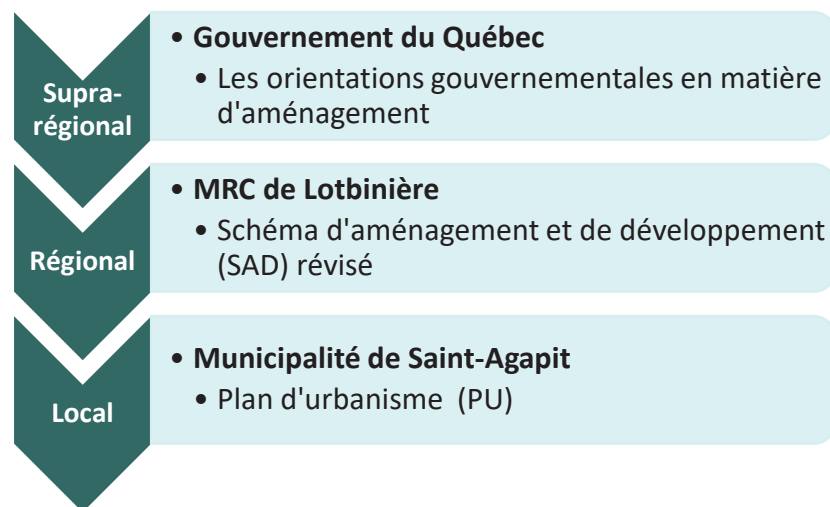 Supra-
régional
• Gouvernement du Québec
• Les orientations gouvernementales en matière
d'aménagement
Régional
• MRC de Lotbinière
• Schéma d'aménagement et de développement
(SAD) révisé
Local
• Municipalité de Saint-Agapit
• Plan d'urbanisme (PU)